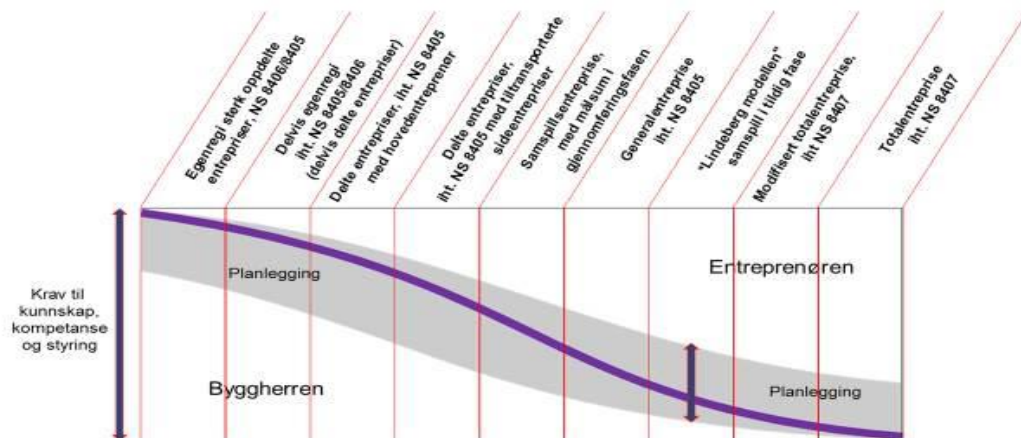 Egenregi sterk oppdelte
entrepriser, NS 8406/8405
Delvis egenregi
iht. NS 8405/8406
(delvis delte entrepriser)
Delte entrepriser, iht. NS 8405
med hovedentreprenør
Delte entrepriser,
iht. NS 8405 med tiltransporterte
sideentrepriser
Samspillsentreprise,
med målsum i
gjennomføringsfasen
Generalentreprise
iht. NS 8405
"Lindeberg modellen"
samspill i tildig fase
Modifisert totalentreprise,
iht NS 8407
Totalentreprise
iht. NS 8407
Krav til
kunnskap,
kompetanse
og styring
Planlegging
Entreprenøren
Byggherren
Planlegging